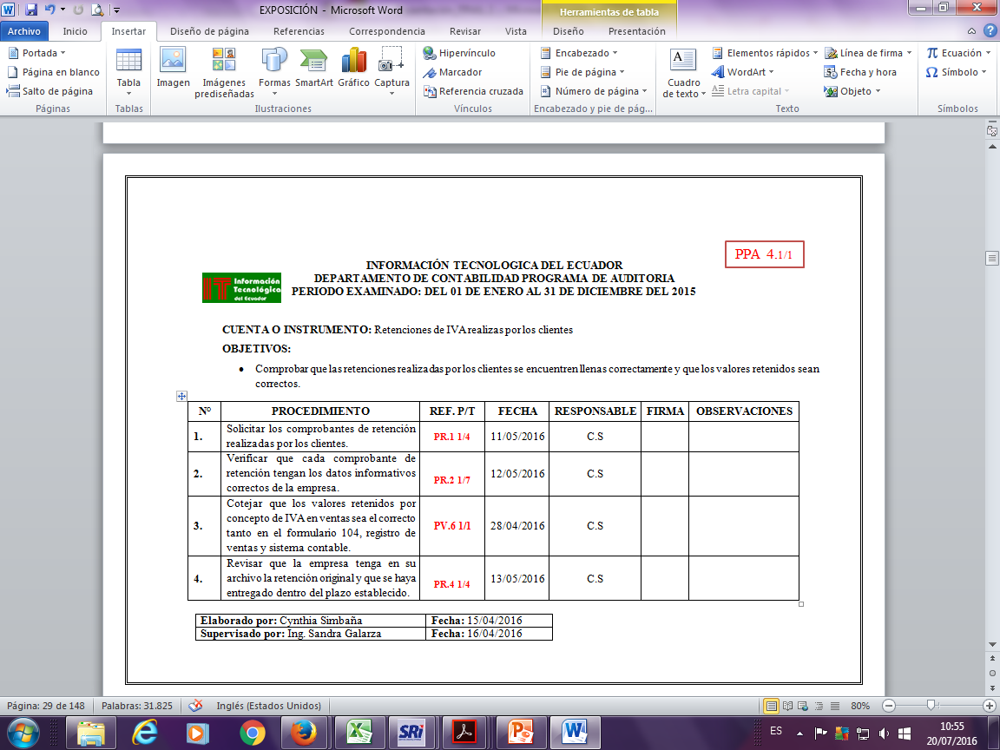 EXPOSICIÓN - Microsoft Word
Herramientas de tabla
Archivo Inicio Insertar Diseño de página Referencias Correspondencia Revisar Vista Diseño Presentación
Portada
Página en blanco
Salto de página
Páginas
Tabla
Tablas
Imagen
Imágenes
prediseñadas
Formas
SmartArt
Gráfico
Captura
Ilustraciones
Hipervínculo
Marcador
Referencia cruzada
Vínculos
Encabezado
Pie de página
Número de página
Encabezado y pie de pág...
Cuadro
de texto
Elementos rápidos
WordArt
Letra capital
Línea de firma
Fecha y hora
Objeto
Texto
Ecuación
Símbolo
Símbolos
PPA 4.1/1
IT Información
Tecnológica
del Ecuador
INFORMACIÓN TECNOLOGICA DEL ECUADOR
DEPARTAMENTO DE CONTABILIDAD PROGRAMA DE AUDITORIA
PERIODO EXAMINADO: DEL 01 DE ENERO AL 31 DE DICIEMBRE DEL 2015
CUENTA O INSTRUMENTO: Retenciones de IVA realizas por los clientes
OBJETIVOS:
• Comprobar que las retenciones realizadas por los clientes se encuentren llenas correctamente y que los valores retenidos sean
correctos.
N° PROCEDIMIENTO REF. P/T FECHA RESPONSABLE FIRMA OBSERVACIONES
1. Solicitar los comprobantes de retención
realizadas por los clientes.
PR.1 1/4 11/05/2016 C.S
2. Verificar que cada comprobante de
retención tengan los datos informativos
correctos de la empresa.
PR.2 1/7 12/05/2016 C.S
3. Cotejar que los valores retenidos por
concepto de IVA en ventas sea el correcto
tanto en el formulario 104, registro de
ventas y sistema contable.
PV.6 1/1 28/04/2016 C.S
4. Revisar que la empresa tenga en su
archivo la retención original y que se haya
entregado dentro del plazo establecido.
PR.4 1/4 13/05/2016 C.S
Elaborado por: Cynthia Simbaña Fecha: 15/04/2016
Supervisado por: Ing. Sandra Galarza Fecha: 16/04/2016
Página: 29 de 148 Palabras: 31.825 Inglés (Estados Unidos) 80%
SRi
ES
10:55
20/07/2016